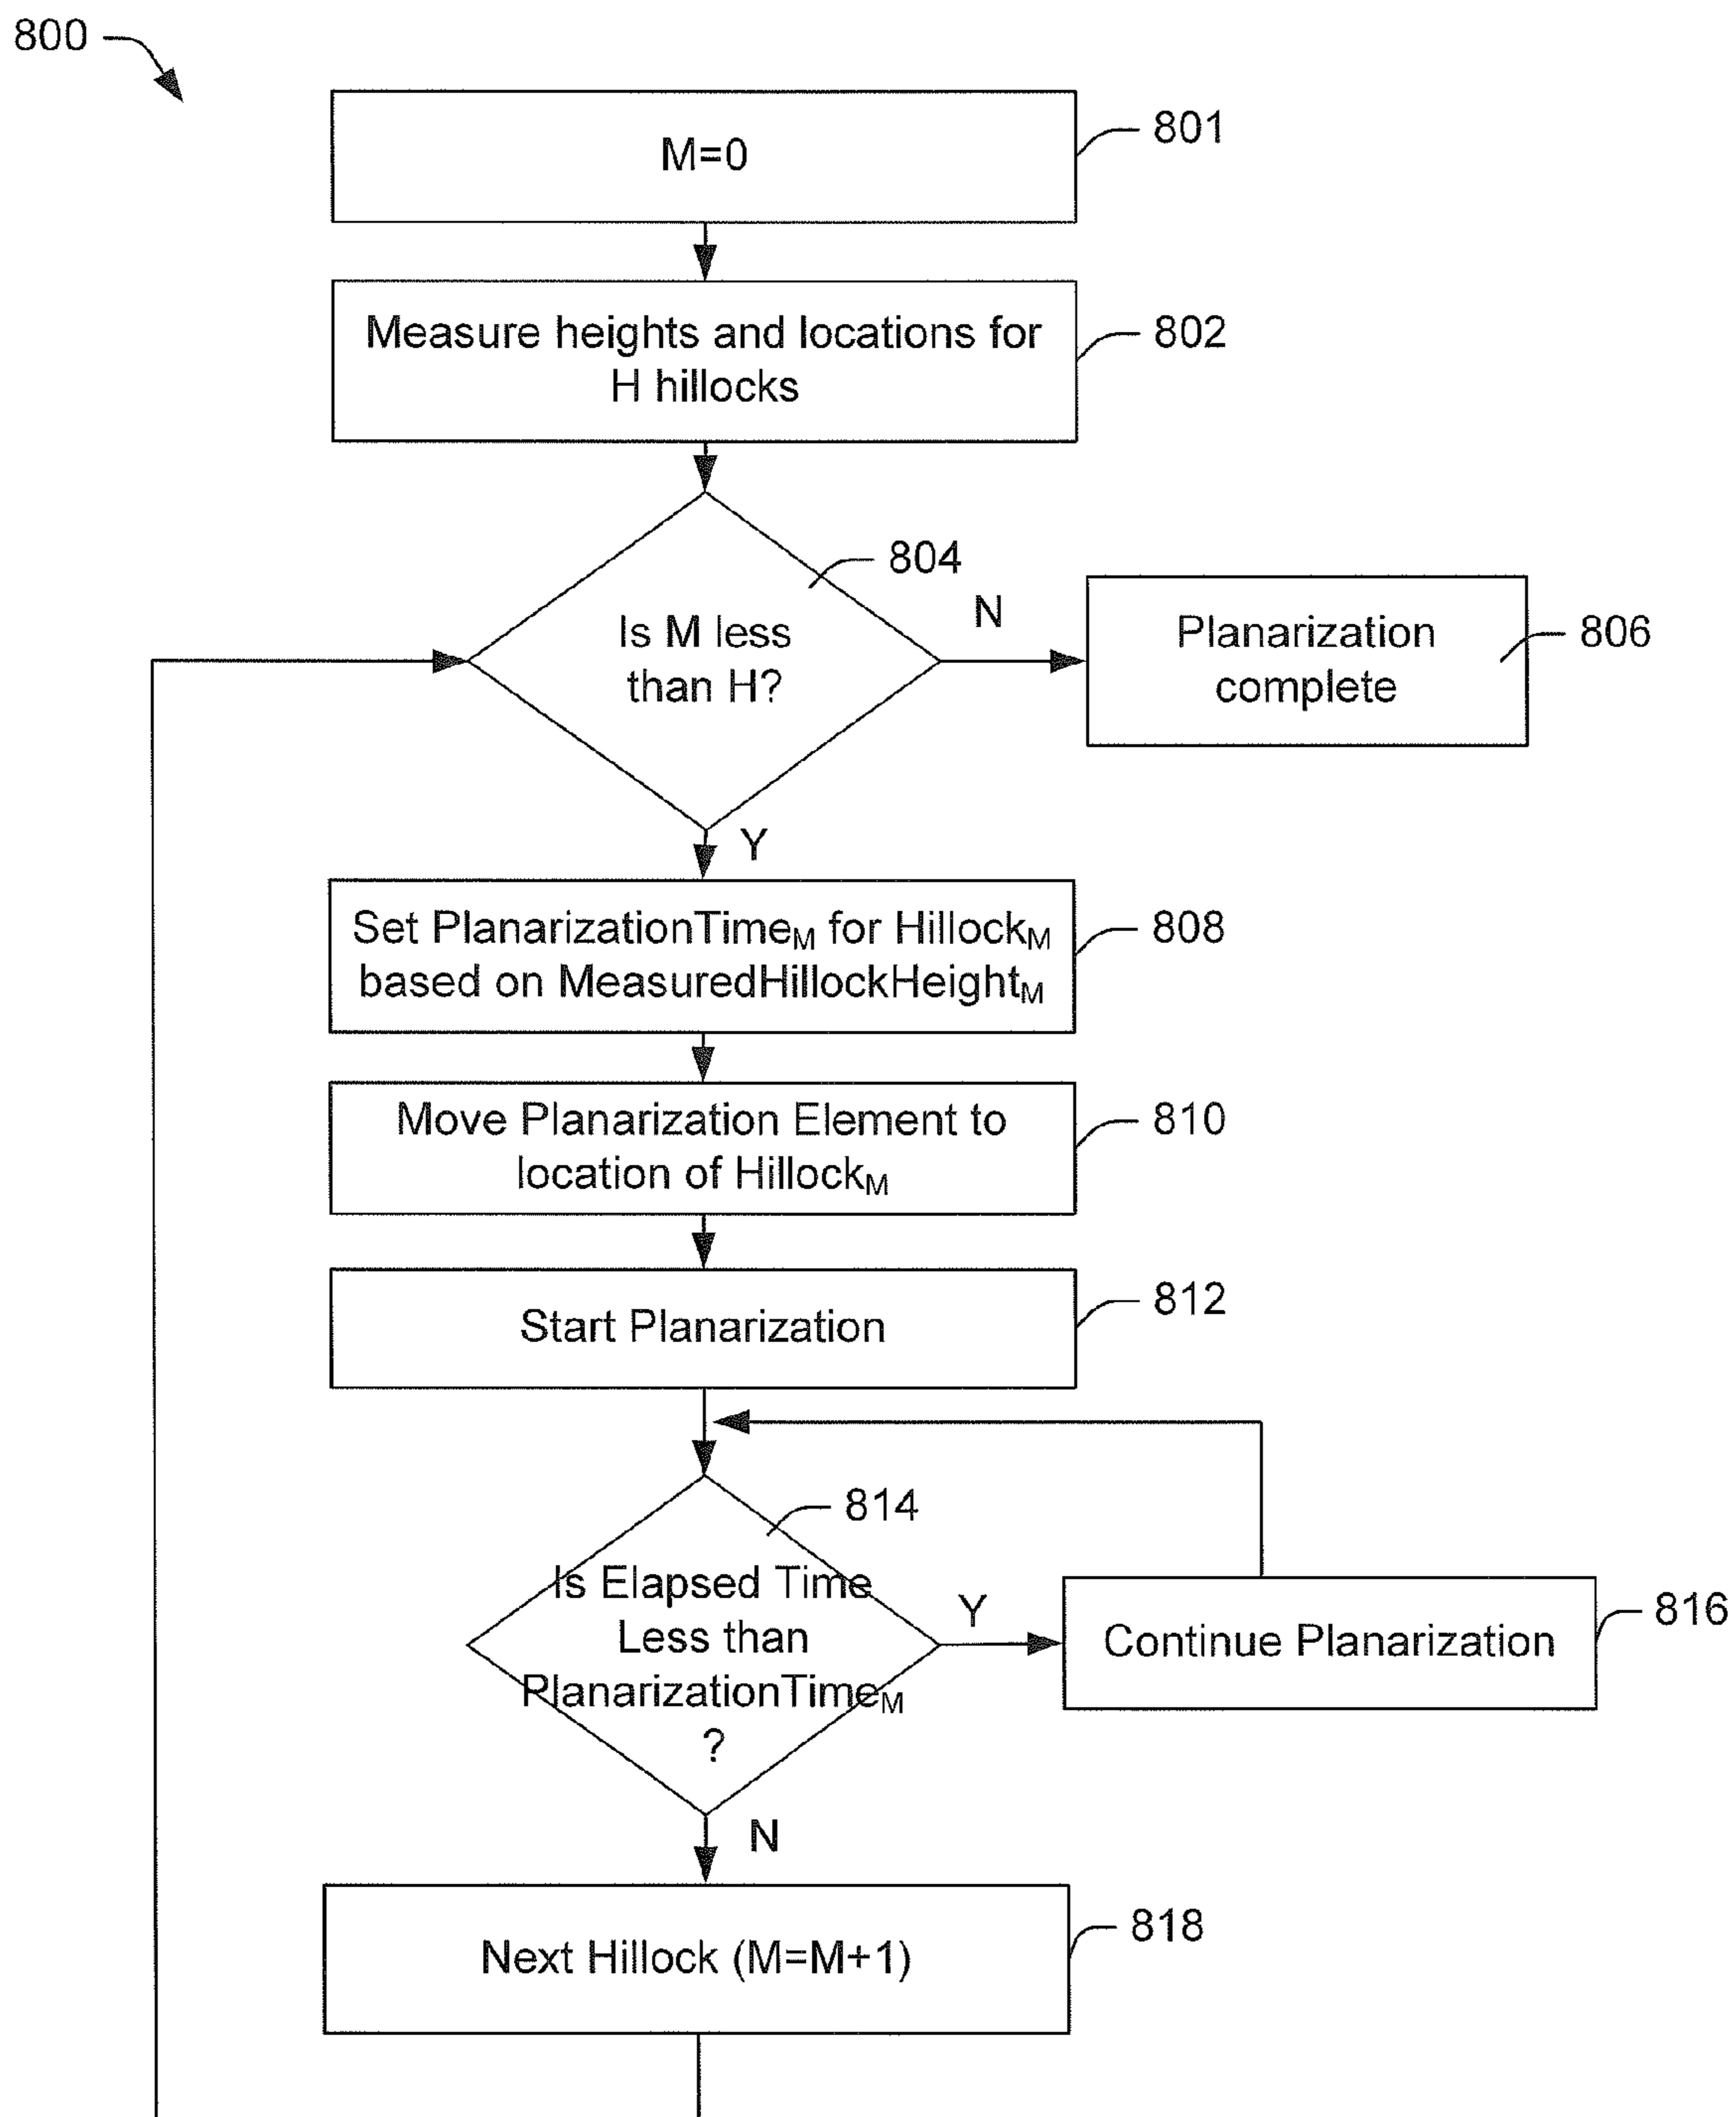 800
M=0
801
Measure heights and locations for
H hillocks
802
804
Is M less
than H?
N
Planarization
complete
806
Y
Set PlanarizationTimeM for HillockM
based on MeasuredHillockHeightM
808
Move Planarization Element to
location of HillockM
810
Start Planarization
812
814
Is Elapsed Time
Less than
PlanarizationTimeM
?
Y
Continue Planarization
816
N
Next Hillock (M=M+1)
818